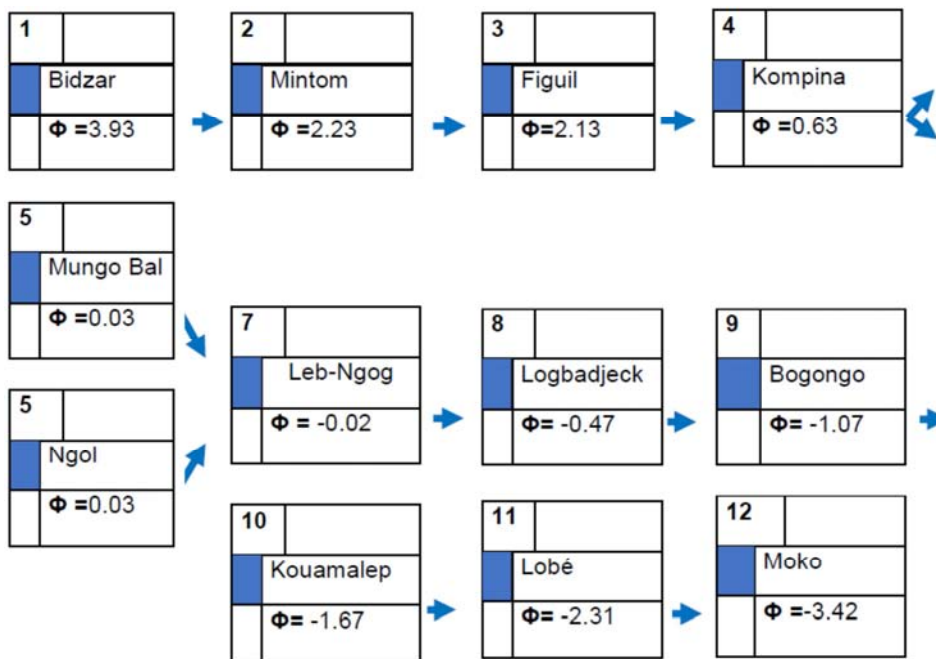 1
Bidzar
Φ =3.93
2
Mintom
Φ =2.23
3
Figuil
Φ=2.13
4
Kompina
Φ =0.63
5
Mungo Bal
Φ =0.03
5
Ngol
Φ =0.03
7
Leb-Ngog
Φ = -0.02
8
Logbadjeck
Φ= -0.47
9
Bogongo
Φ= -1.07
10
Kouamalep
Φ= -1.67
11
Lobé
Φ= -2.31
12
Moko
Φ =-3.42